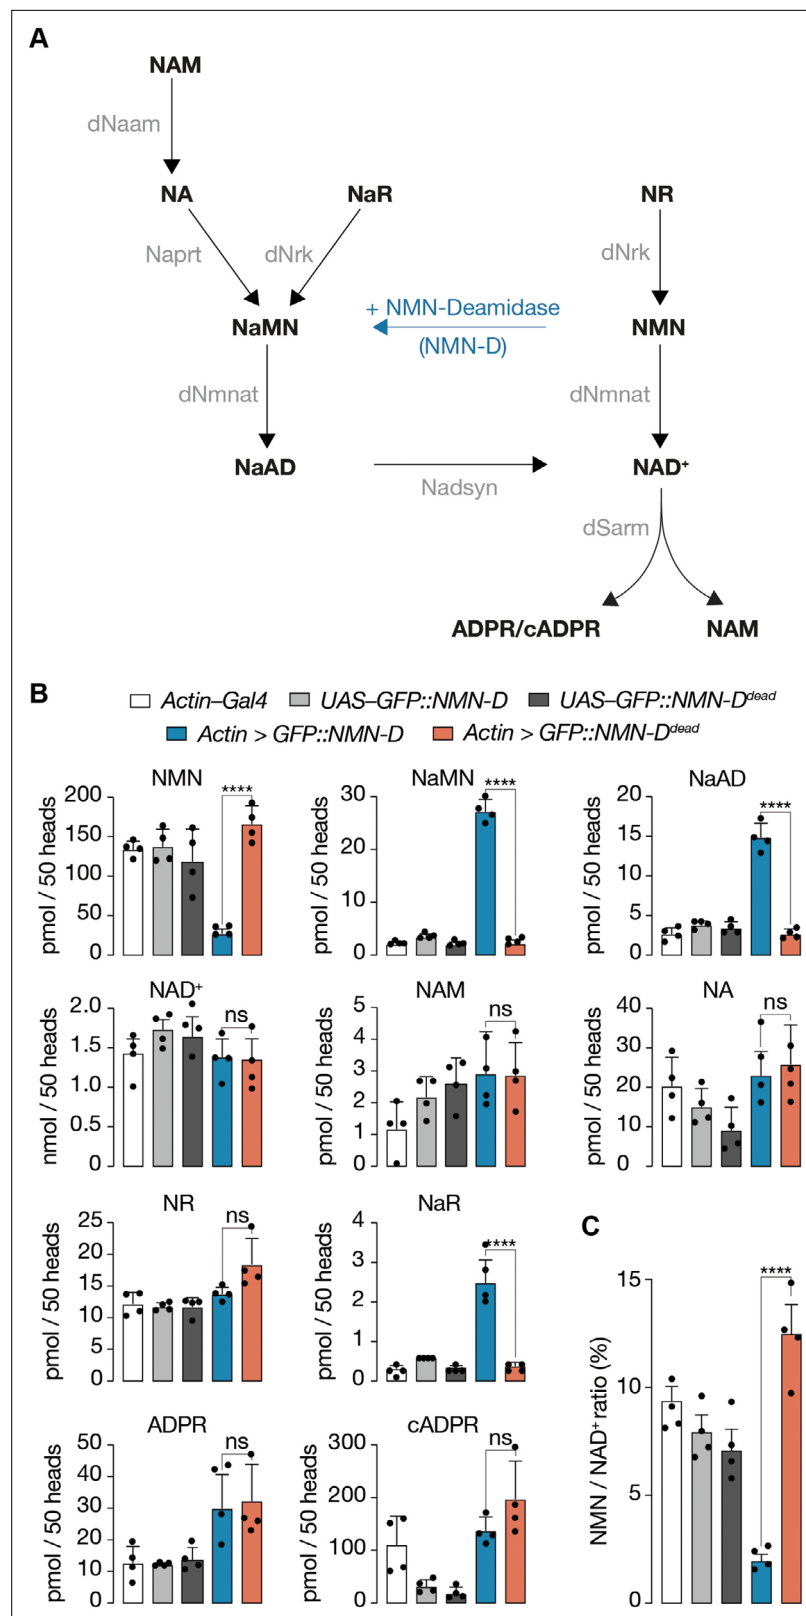 A
NAM
dNaam
NA NaR NR
Naprt dNrk dNrk
+ NMN-Deamidase
NaMN NMN
(NMN-D)
dNmnat dNmnat
NaAD NAD+
Nadsyn
dSarm
ADPR/cADPR NAM
B
Actin–Gal4 UAS–GFP::NMN-D UAS–GFP::NMN-Ddead
Actin > GFP::NMN-D Actin > GFP::NMN-Ddead
NMN
pmol / 50 heads
200
150
100
50
0
****
NaMN
pmol / 50 heads
30
20
10
0
****
NaAD
pmol / 50 heads
20
15
10
5
0
****
NAD+
nmol / 50 heads
2.0
1.5
1.0
0.5
0
ns
NAM
pmol / 50 heads
5
4
3
2
1
0
ns
NA
pmol / 50 heads
40
30
20
10
0
ns
NR
pmol / 50 heads
25
20
15
10
5
0
ns
NaR
pmol / 50 heads
4
3
2
1
0
****
C
NMN / NAD+ ratio (%)
15
10
5
0
****
ADPR
pmol / 50 heads
50
40
30
20
10
0
ns
cADPR
pmol / 50 heads
300
200
100
0
ns